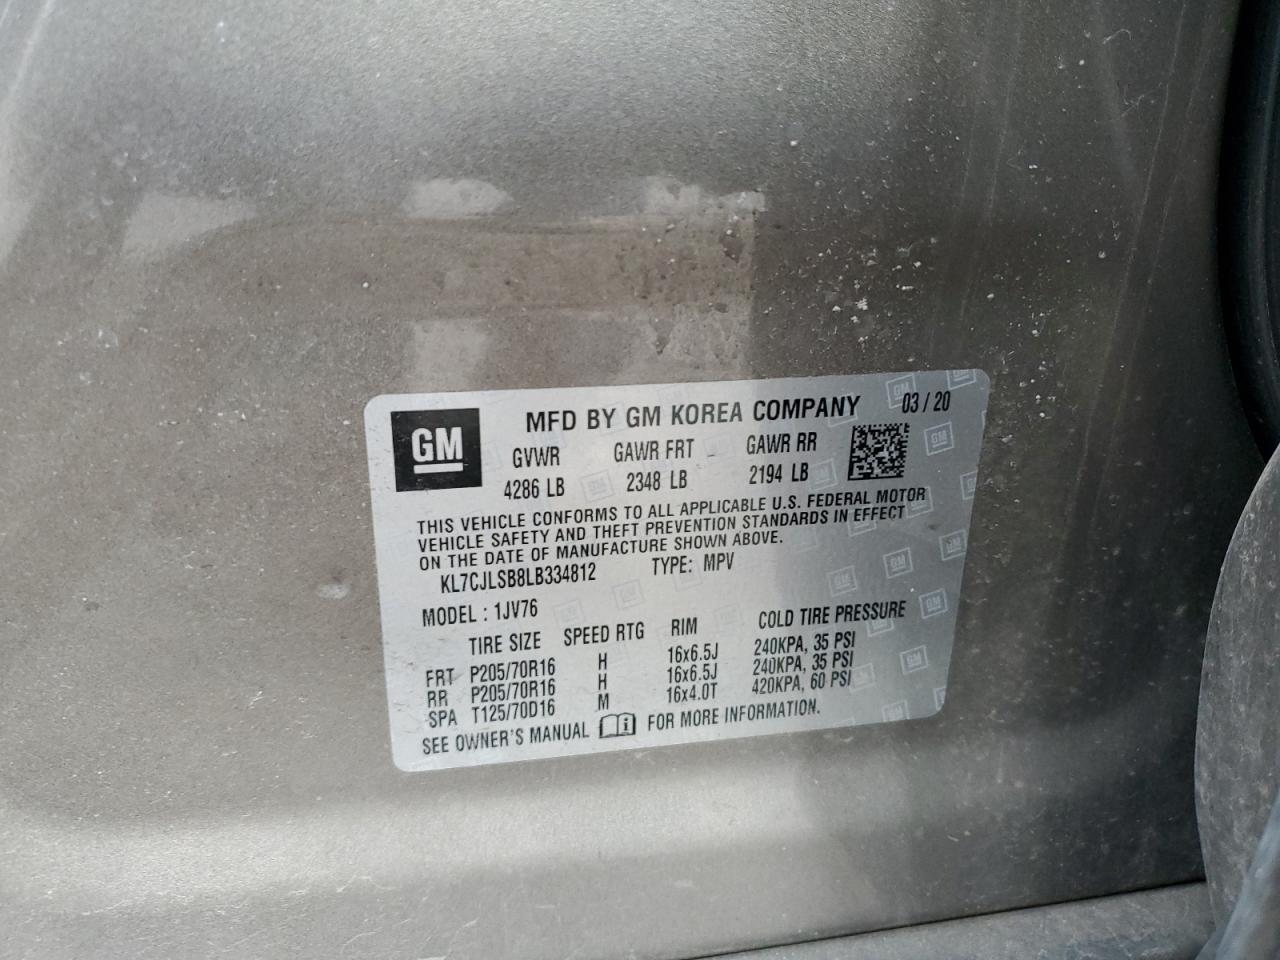 GM
MFD BY GM KOREA COMPANY 03 / 20
GVWR GAWR FRT GAWR RR
4286 LB 2348 LB 2194 LB
THIS VEHICLE CONFORMS TO ALL APPLICABLE U.S. FEDERAL MOTOR
VEHICLE SAFETY AND THEFT PREVENTION STANDARDS IN EFFECT
ON THE DATE OF MANUFACTURE SHOWN ABOVE.
KL7CJLSB8LB334812 TYPE: MPV
MODEL : 1JV76
TIRE SIZE SPEED RTG RIM COLD TIRE PRESSURE
FRT P205/70R16 H 16x6.5J 240KPA, 35 PSI
RR P205/70R16 H 16x6.5J 240KPA, 35 PSI
SPA T125/70D16 M 16x4.0T 420KPA, 60 PSI
SEE OWNER'S MANUAL FOR MORE INFORMATION.